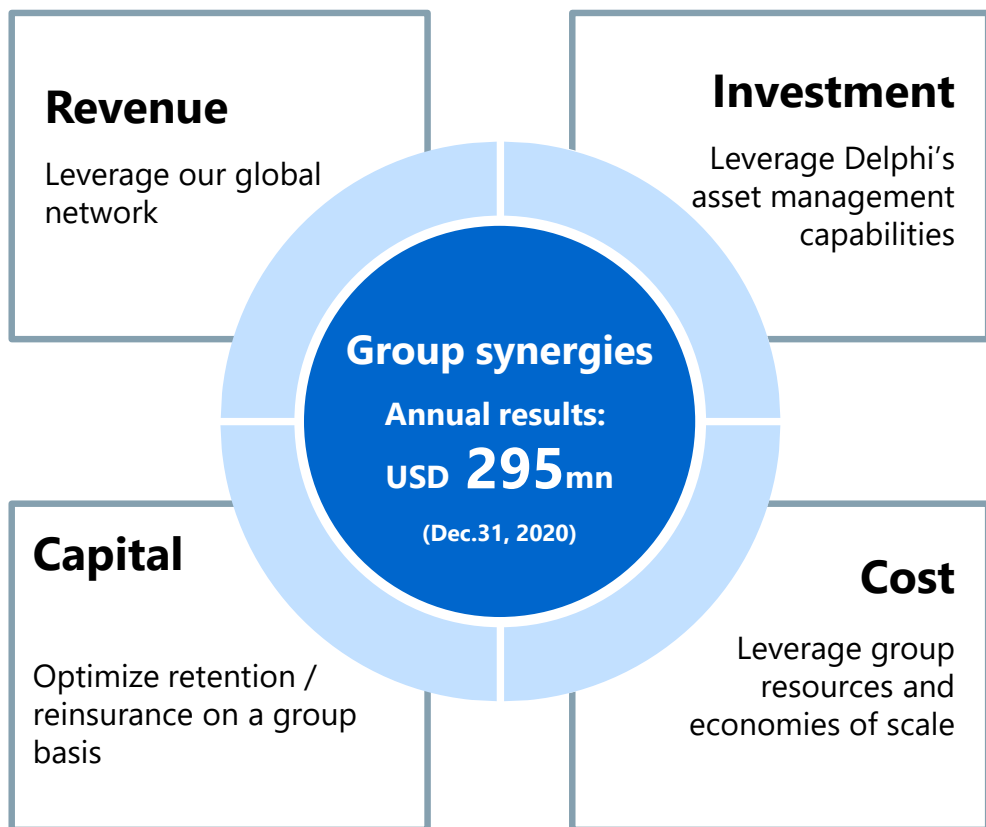 Revenue
Leverage our global
network
Investment
Leverage Delphi’s
asset management
capabilities
Group synergies
Annual results:
USD 295mn
(Dec.31, 2020)
Capital
Optimize retention /
reinsurance on a group
basis
Cost
Leverage group
resources and
economies of scale